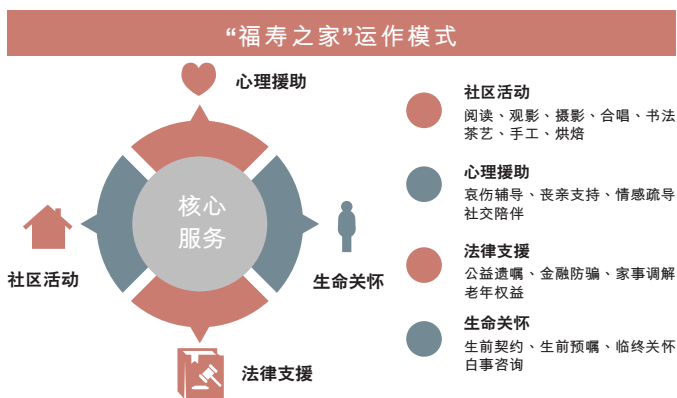 “福寿之家”运作模式
心理援助
核心
服务
社区活动
生命关怀
法律支援
社区活动
阅读、观影、摄影、合唱、书法
茶艺、手工、烘焙
心理援助
哀伤辅导、丧亲支持、情感疏导
社交陪伴
法律支援
公益遗嘱、金融防骗、家事调解
老年权益
生命关怀
生前契约、生前预嘱、临终关怀
白事咨询